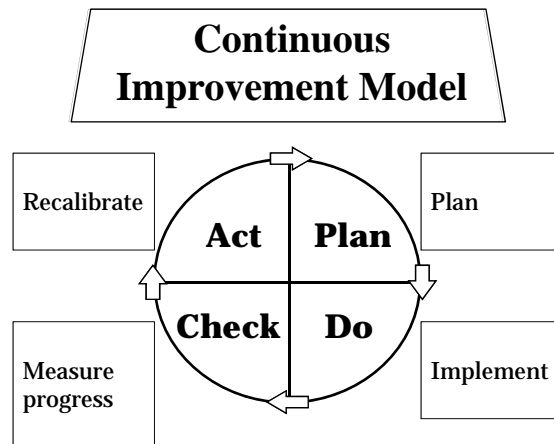 Continuous
Improvement Model
Recalibrate
Plan
Act
Plan
Check
Do
Measure
progress
Implement